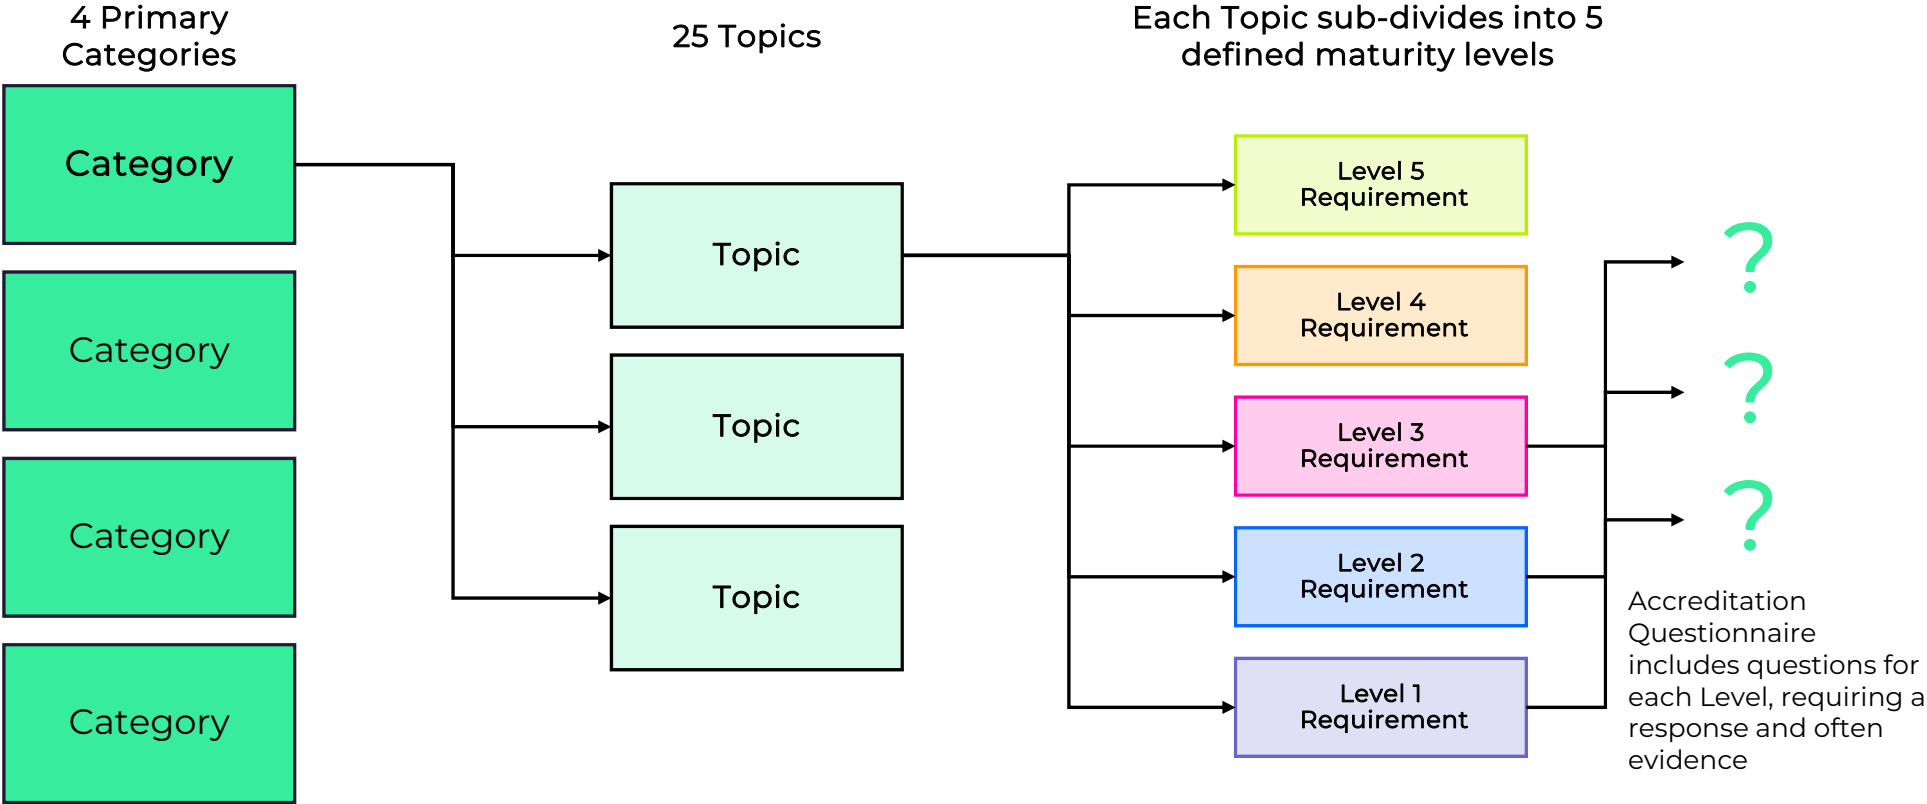 4 Primary
Categories
25 Topics
Each Topic sub-divides into 5
defined maturity levels
Category
Category
Category
Category
Topic
Topic
Topic
Level 5
Requirement
Level 4
Requirement
Level 3
Requirement
Level 2
Requirement
Level 1
Requirement
?
?
?
Accreditation
Questionnaire
includes questions for
each Level, requiring a
response and often
evidence